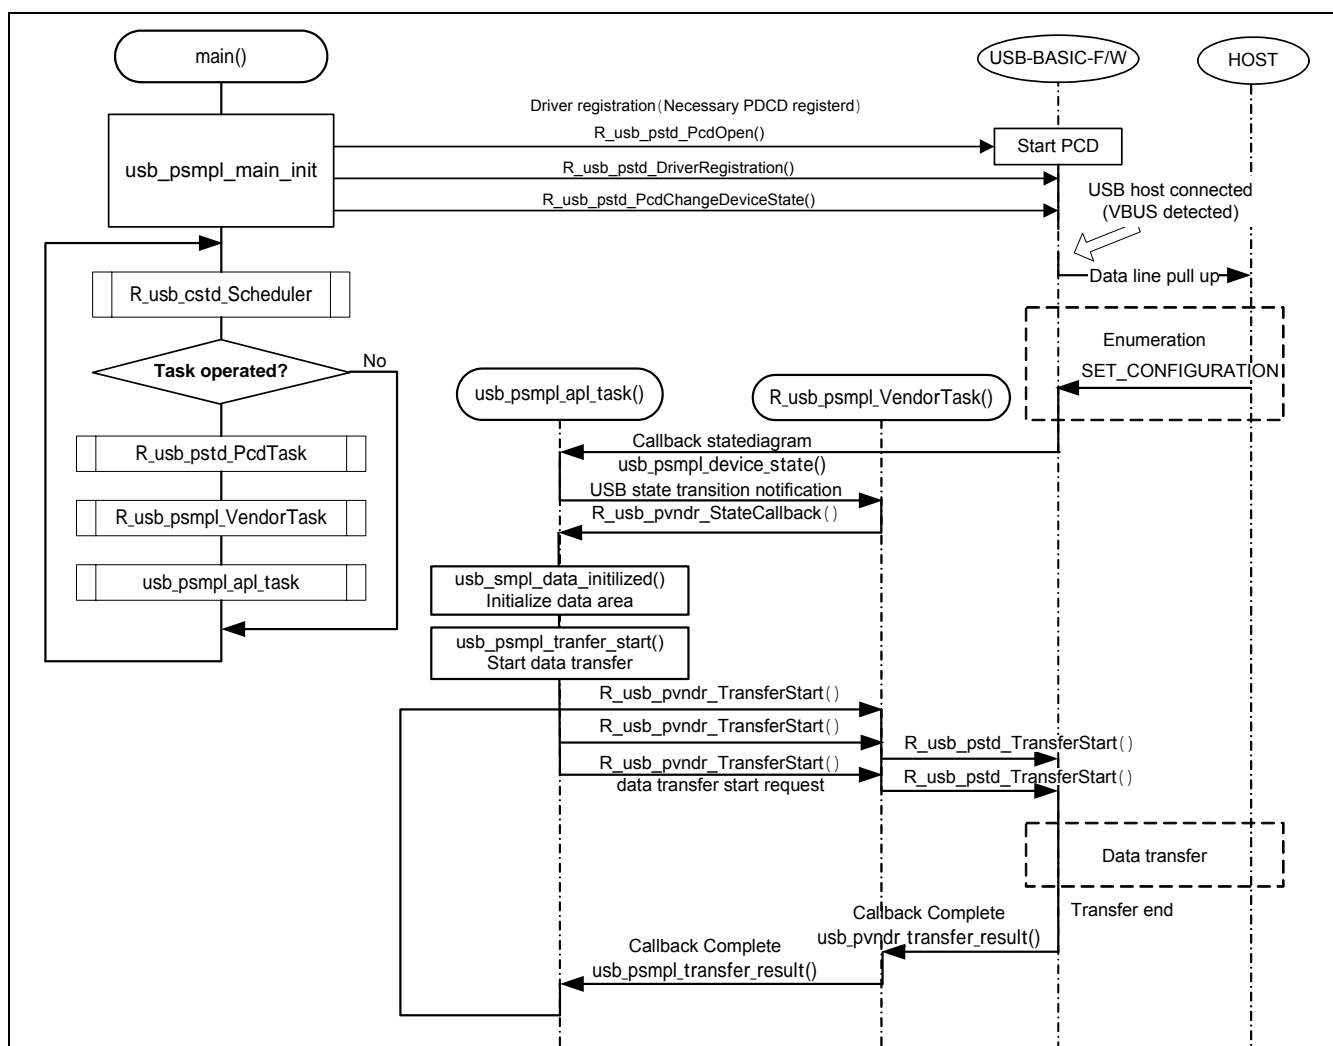 main()
USB-BASIC-F/W
HOST
Driver registration(Necessary PDCD registerd)
R_usb_pstd_PcdOpen()
Start PCD
usb_psmpl_main_init
R_usb_pstd_DriverRegistration()
R_usb_pstd_PcdChangeDeviceState()
USB host connected
(VBUS detected)
Data line pull up
R_usb_cstd_Scheduler
Enumeration
Task operated?
No
SET_CONFIGURATION
usb_psmpl_apl_task()
R_usb_psmpl_VendorTask()
Callback statediagram
usb_psmpl_device_state()
R_usb_pstd_PcdTask
USB state transition notification
R_usb_pvndr_StateCallback()
R_usb_psmpl_VendorTask
usb_psmpl_apl_task
usb_smpl_data_initilized()
Initialize data area
usb_psmpl_tranfer_start()
Start data transfer
R_usb_pvndr_TransferStart()
R_usb_pvndr_TransferStart()
R_usb_pstd_TransferStart()
R_usb_pvndr_TransferStart()
data transfer start request
R_usb_pstd_TransferStart()
Data transfer
Transfer end
Callback Complete
usb_pvndr_transfer_result()
Callback Complete
usb_psmpl_transfer_result()